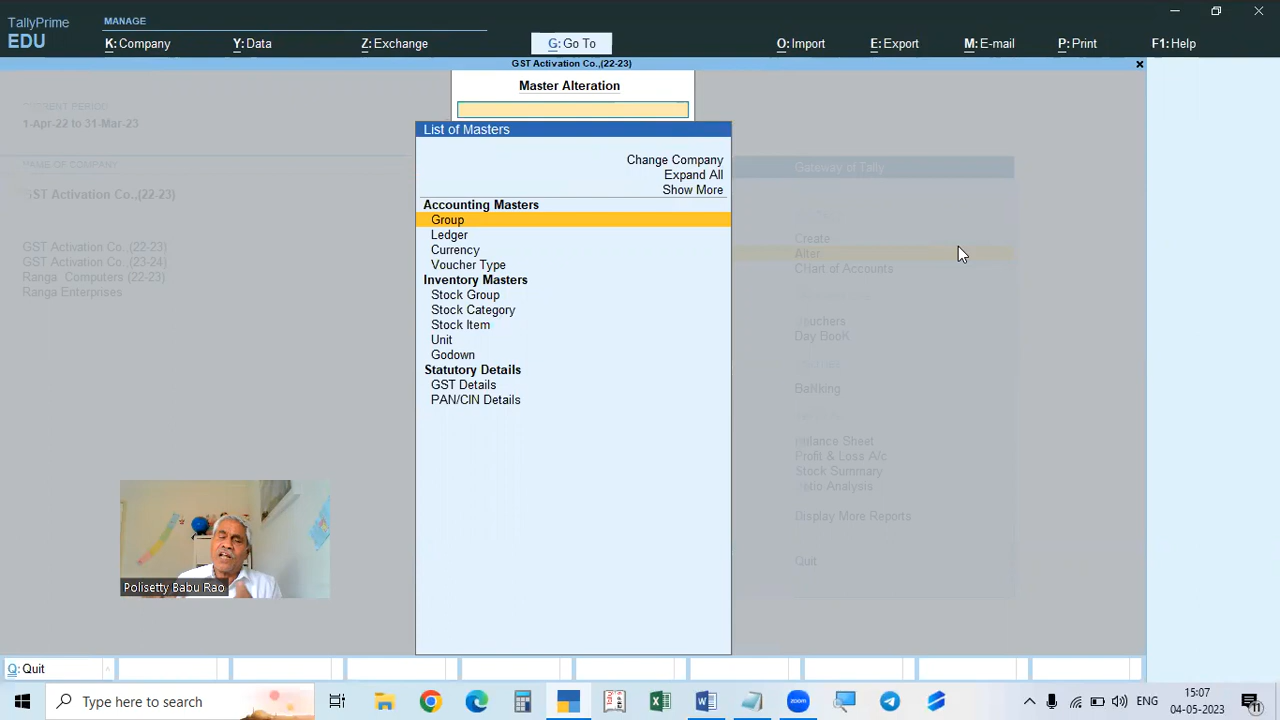 TallyPrime
EDU
MANAGE
K: Company
Y: Data
Z: Exchange
G: Go To
O: Import
E: Export
M: E-mail
P: Print
F1: Help
GST Activation Co.,(22-23)
CURRENT PERIOD
1-Apr-22 to 31-Mar-23
NAME OF COMPANY
GST Activation Co.,(22-23)
GST Activation Co.,(22-23)
GST Activation Co.,(23-24)
Ranga Computers (22-23)
Ranga Enterprises
Master Alteration
List of Masters
Change Company
Expand All
Show More
Accounting Masters
Group
Ledger
Currency
Voucher Type
Inventory Masters
Stock Group
Stock Category
Stock Item
Unit
Godown
Statutory Details
GST Details
PAN/CIN Details
Gateway of Tally
Create
Alter
CHart of Accounts
Vouchers
Day BooK
BaNking
Balance Sheet
Profit & Loss A/c
Stock Summary
Ratio Analysis
Display More Reports
Quit
Polisetty Babu Rao
Q: Quit
Type here to search
zoom
ENG
15:07
04-05-2023